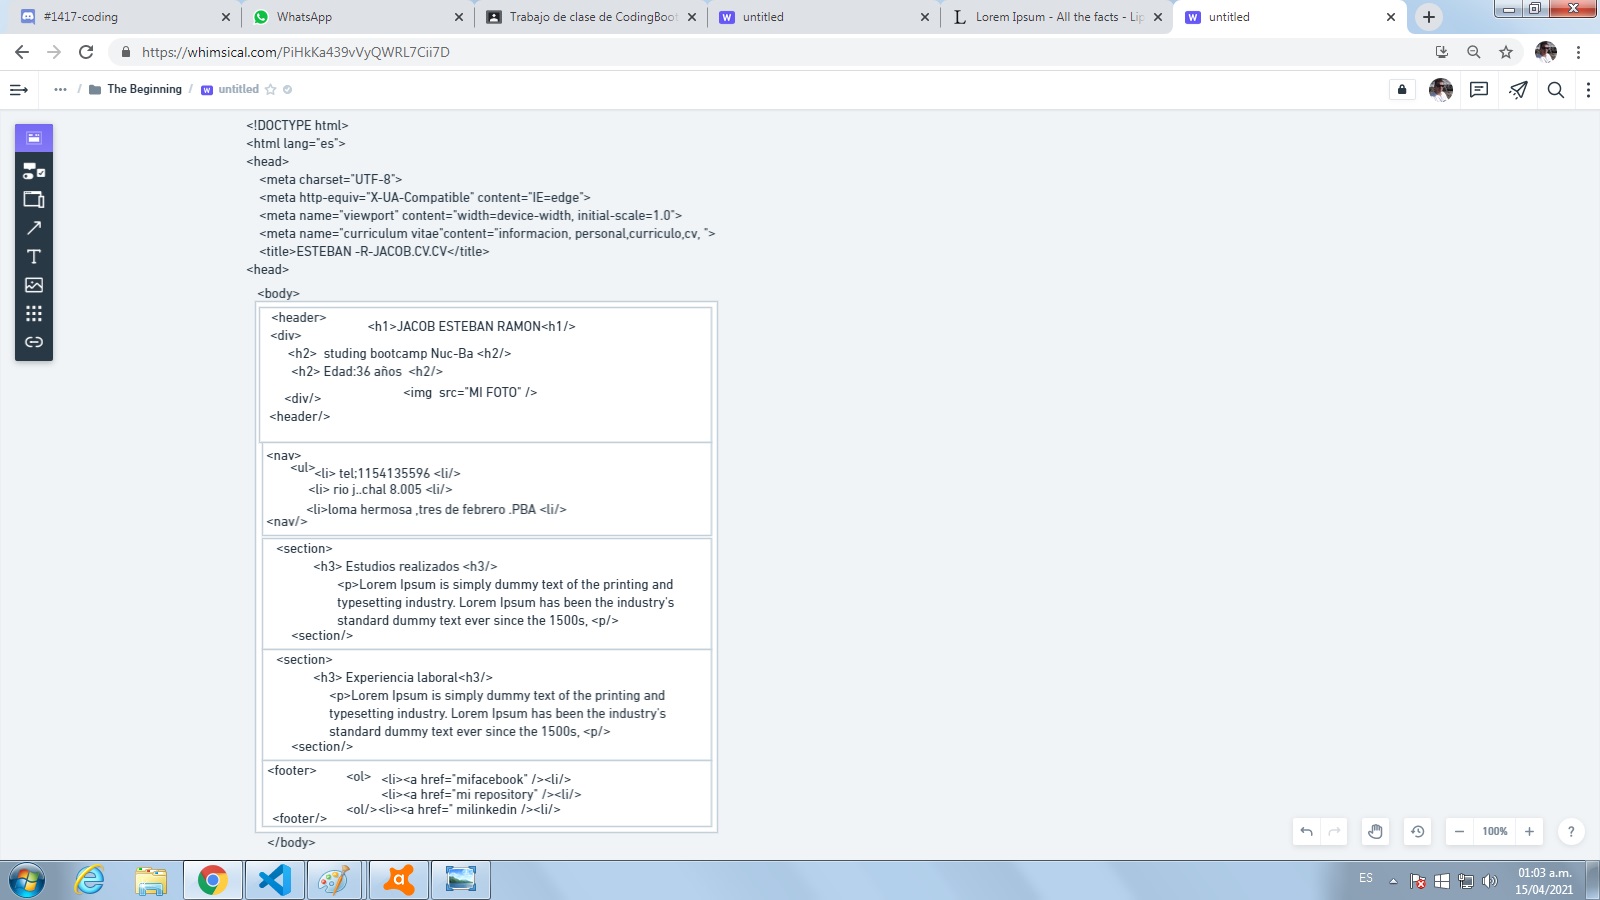 #1417-coding
WhatsApp
Trabajo de clase de CodingBoot
untitled
Lorem Ipsum - All the facts - Lip
untitled
https://whimsical.com/PiHkKa439vVyQWRL7Cii7D
... / The Beginning / untitled
<!DOCTYPE html>
<html lang="es">
<head>
<meta charset="UTF-8">
<meta http-equiv="X-UA-Compatible" content="IE=edge">
<meta name="viewport" content="width=device-width, initial-scale=1.0">
<meta name="curriculum vitae"content="informacion, personal,curriculo,cv, ">
<title>ESTEBAN -R-JACOB.CV.CV</title>
<head>
<body>
<header>
<h1>JACOB ESTEBAN RAMON<h1/>
<div>
<h2> studing bootcamp Nuc-Ba <h2/>
<h2> Edad:36 años <h2/>
<img src="MI FOTO" />
<div/>
<header/>
<nav>
<ul><li> tel;1154135596 <li/>
<li> rio j..chal 8.005 <li/>
<li>loma hermosa ,tres de febrero .PBA <li/>
<nav/>
<section>
<h3> Estudios realizados <h3/>
<p>Lorem Ipsum is simply dummy text of the printing and
typesetting industry. Lorem Ipsum has been the industry's
standard dummy text ever since the 1500s, <p/>
<section/>
<section>
<h3> Experiencia laboral<h3/>
<p>Lorem Ipsum is simply dummy text of the printing and
typesetting industry. Lorem Ipsum has been the industry's
standard dummy text ever since the 1500s, <p/>
<section/>
<footer>
<ol> <li><a href="mifacebook" /><li/>
<li><a href="mi repository" /><li/>
<ol/><li><a href=" milinkedin /><li/>
<footer/>
</body>
100%
?
ES
01:03 a.m.
15/04/2021